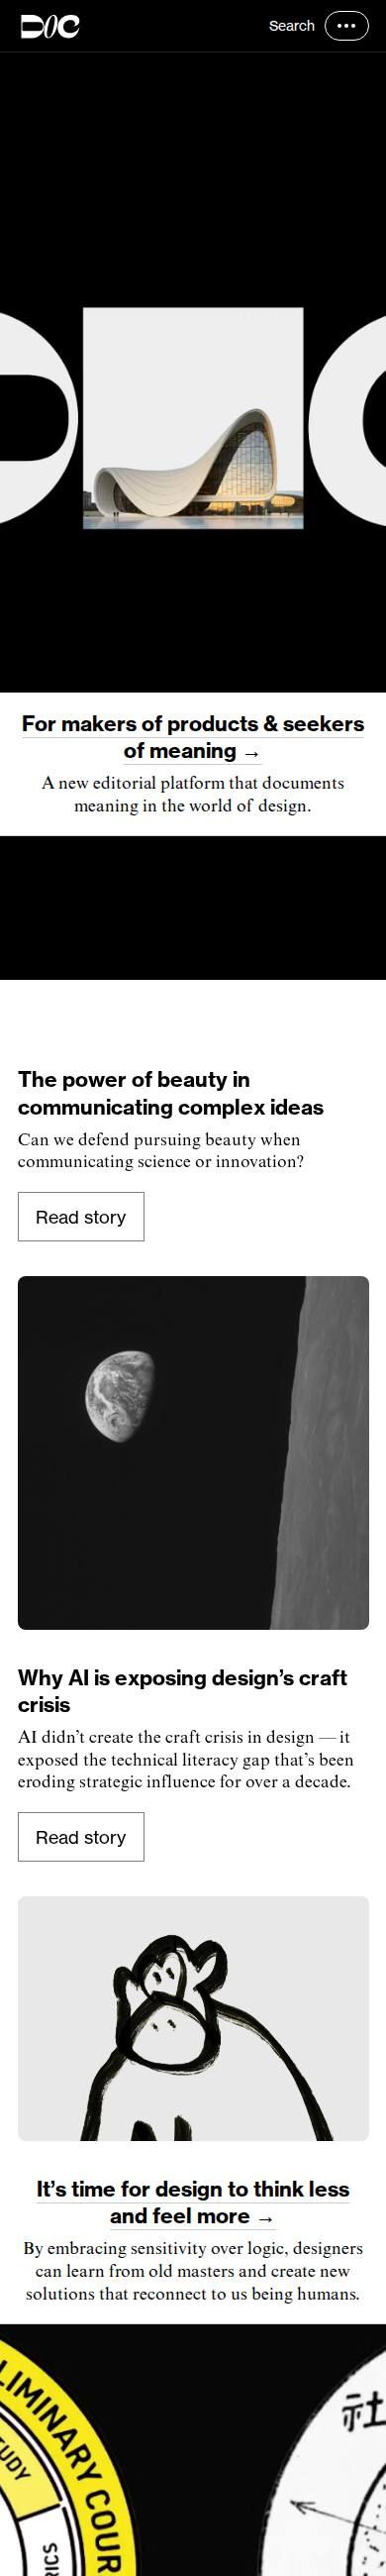 DOC
Search
D C
For makers of products & seekers
of meaning →
A new editorial platform that documents
meaning in the world of design.
The power of beauty in
communicating complex ideas
Can we defend pursuing beauty when
communicating science or innovation?
Read story
Why AI is exposing design’s craft
crisis
AI didn’t create the craft crisis in design — it
exposed the technical literacy gap that’s been
eroding strategic influence for over a decade.
Read story
It’s time for design to think less
and feel more →
By embracing sensitivity over logic, designers
can learn from old masters and create new
solutions that reconnect to us being humans.
LIMINARY COUR
TUDY
RICS
社